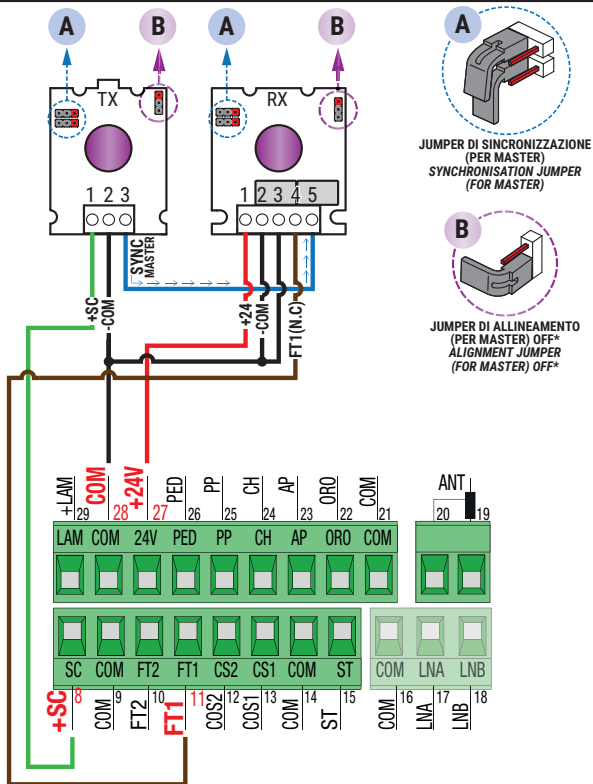 A B A B
TX RX
1 2 3
1 2 3 4 5
SYNC
MASTER
+SC
-COM
+24
-COM
FT1(N.C)
A
JUMPER DI SINCRONIZZAZIONE
(PER MASTER)
SYNCHRONISATION JUMPER
(FOR MASTER)
B
JUMPER DI ALLINEAMENTO
(PER MASTER) OFF*
ALIGNMENT JUMPER
(FOR MASTER) OFF*
+LAM COM +24V PED PP CH AP ORO COM ANT
29 28 27 26 25 24 23 22 21 20 19
LAM COM 24V PED PP CH AP ORO COM
SC COM FT2 FT1 CS2 CS1 COM ST COM LNA LNB
8 9 10 11 12 13 14 15 16 17 18
+SC COM FT2 FT1 COS2 COS1 COM ST COM LNA LNB